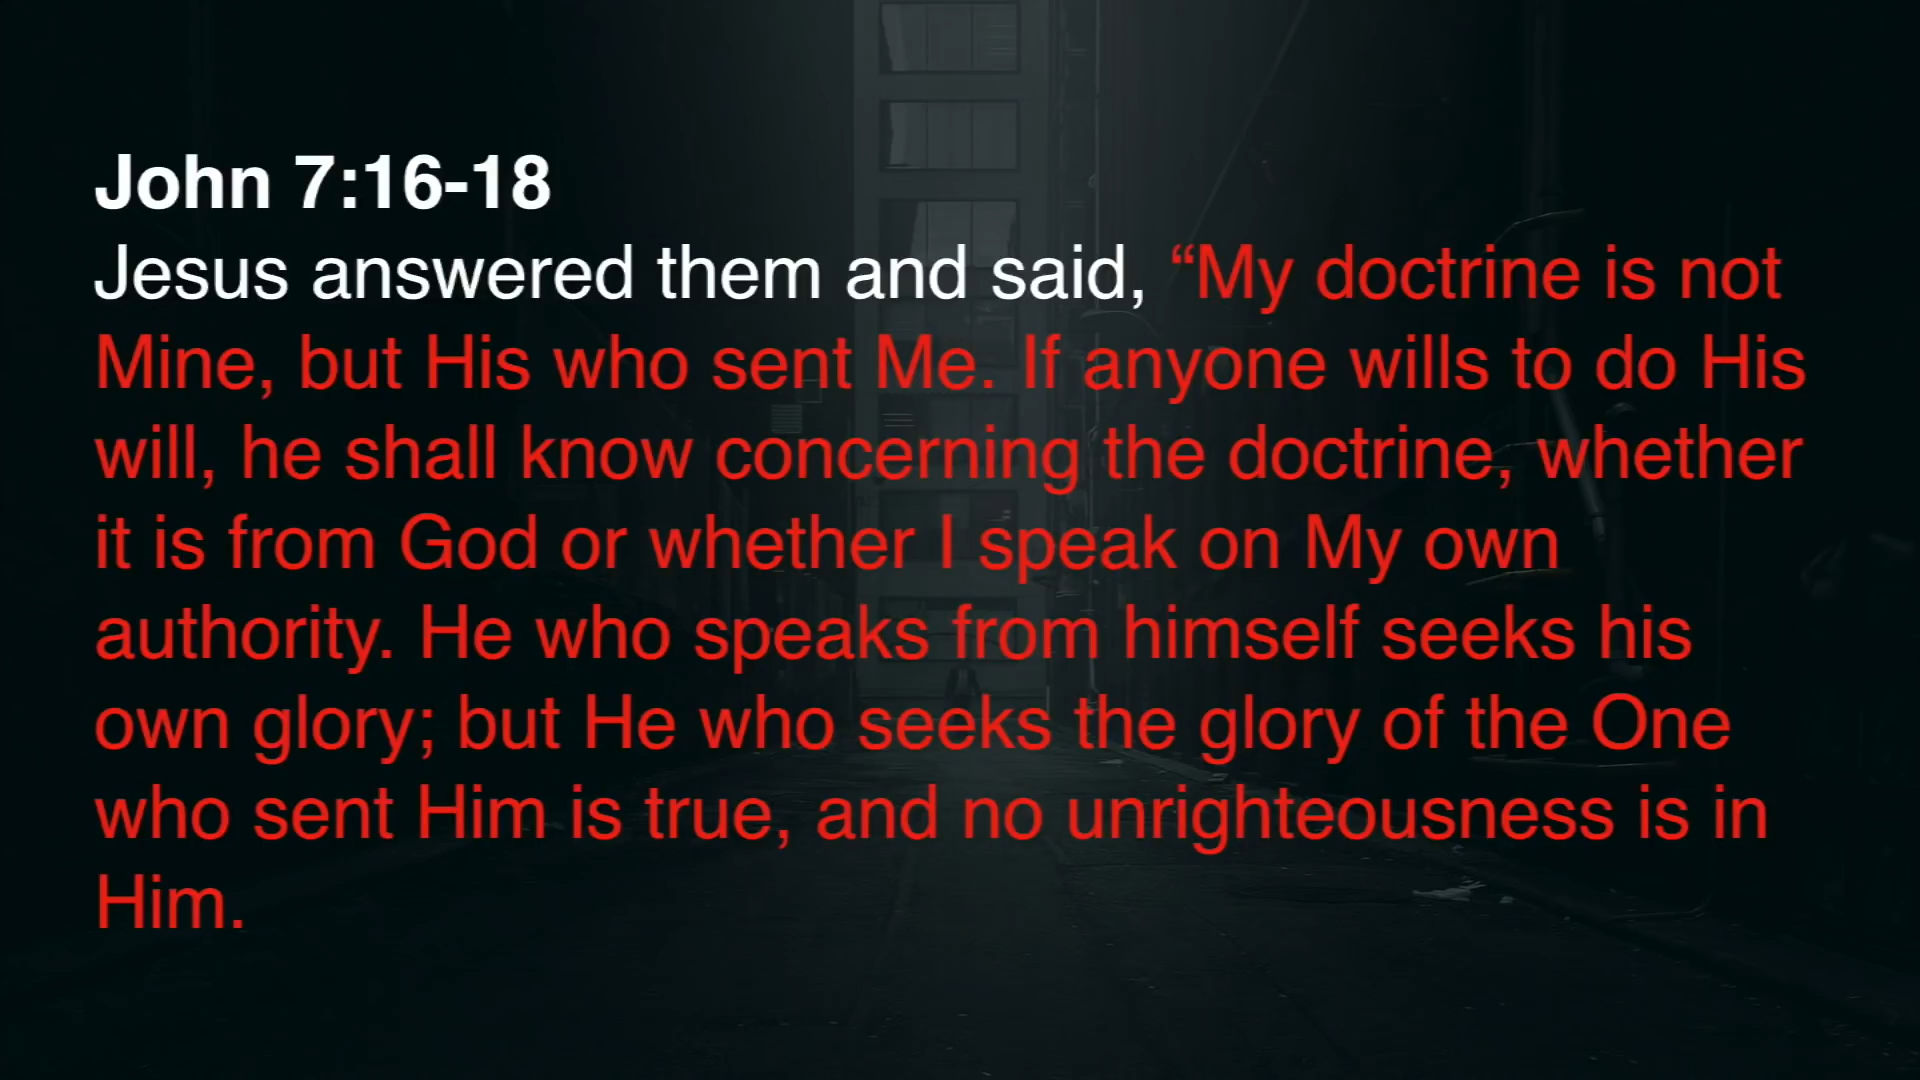 John 7:16-18
Jesus answered them and said, “My doctrine is not
Mine, but His who sent Me. If anyone wills to do His
will, he shall know concerning the doctrine, whether
it is from God or whether I speak on My own
authority. He who speaks from himself seeks his
own glory; but He who seeks the glory of the One
who sent Him is true, and no unrighteousness is in
Him.